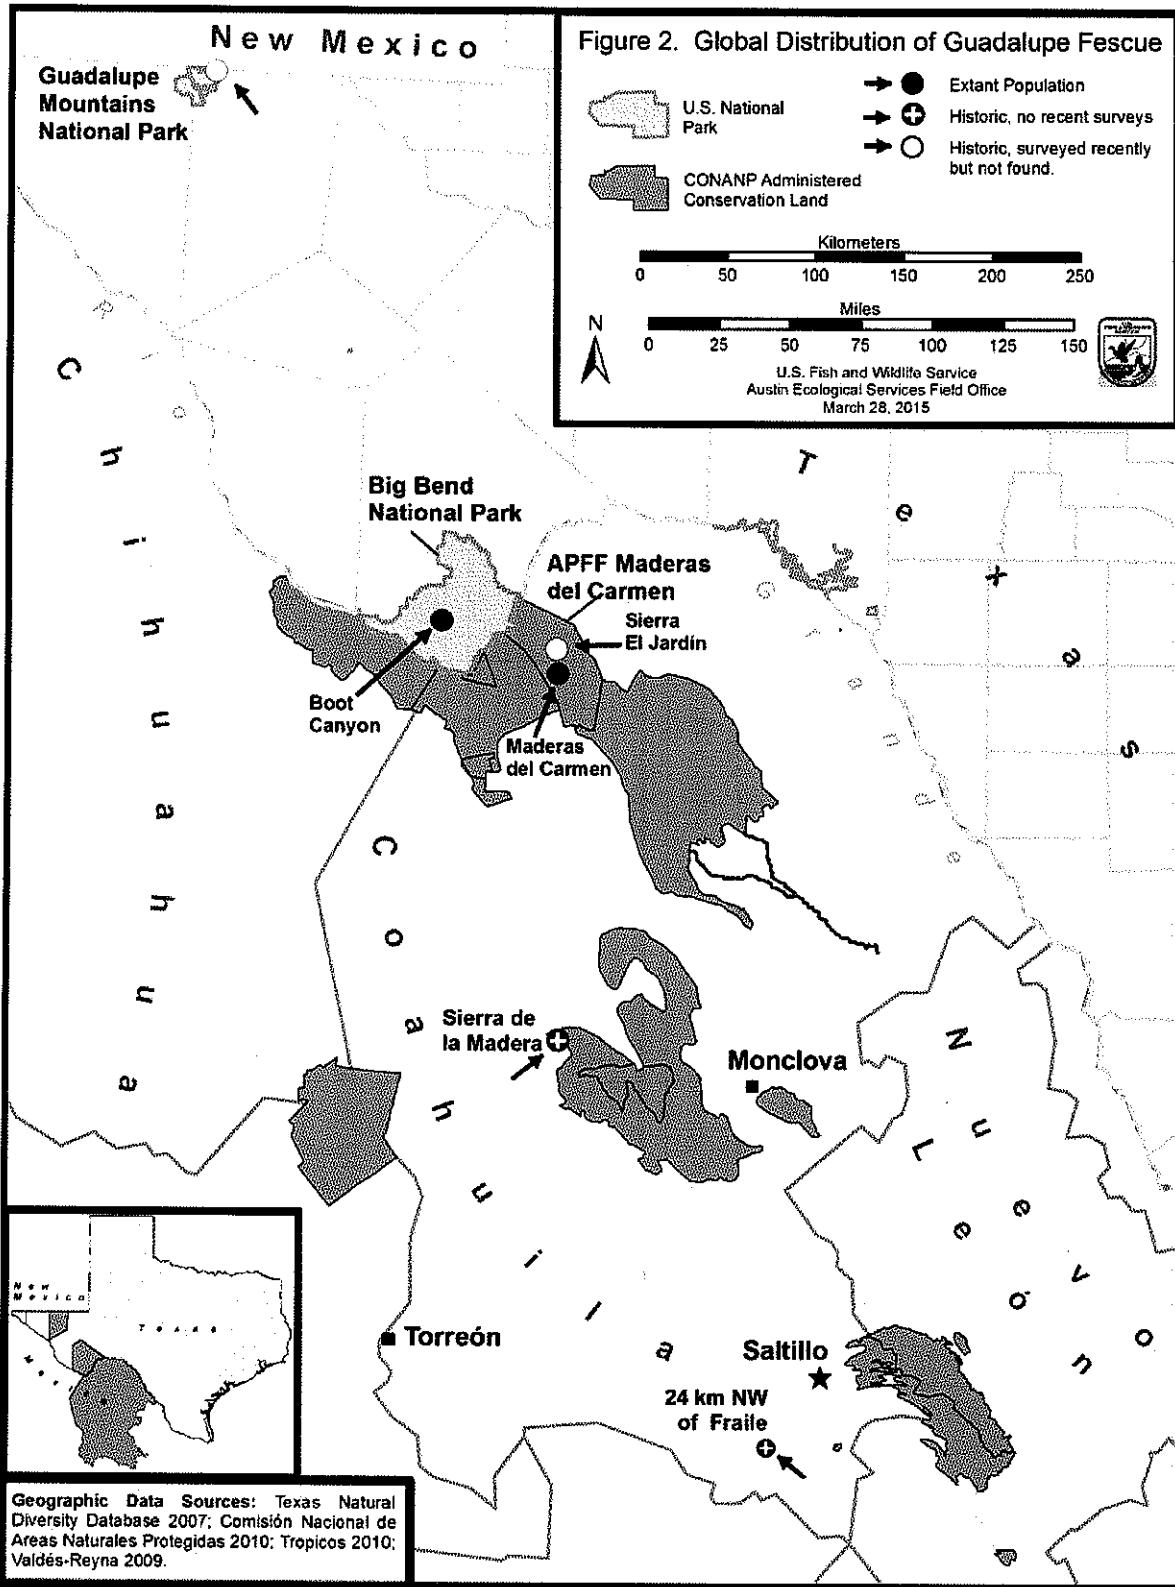 New Mexico
Guadalupe
Mountains
National Park
Figure 2. Global Distribution of Guadalupe Fescue
U.S. National
Park
CONANP Administered
Conservation Land
Extant Population
Historic, no recent surveys
Historic, surveyed recently
but not found.
Kilometers
0 50 100 150 200 250
Miles
0 25 50 75 100 125 150
N
U.S. Fish and Wildlife Service
Austin Ecological Services Field Office
March 28, 2015
Chihuahua
Texas
Rio
Grande
Big Bend
National Park
APFF Maderas
del Carmen
Sierra
El Jardín
Boot
Canyon
Maderas
del Carmen
Coahuila
Sierra de
la Madera
Monclova
Nuevo
León
Torreón
Saltillo
24 km NW
of Fraile
New
Mexico
Texas
Geographic Data Sources: Texas Natural
Diversity Database 2007; Comisión Nacional de
Areas Naturales Protegidas 2010; Tropicos 2010;
Valdés-Reyna 2009.